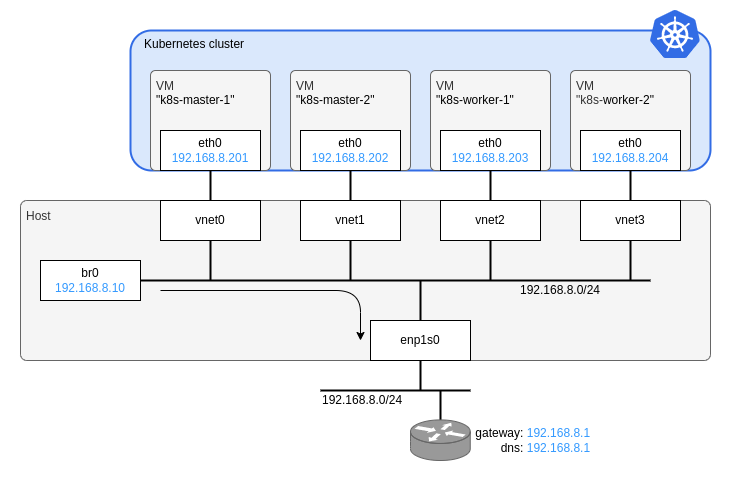 Kubernetes cluster
VM
"k8s-master-1"
VM
"k8s-master-2"
VM
"k8s-worker-1"
VM
"k8s-worker-2"
eth0
192.168.8.201
eth0
192.168.8.202
eth0
192.168.8.203
eth0
192.168.8.204
Host
vnet0
vnet1
vnet2
vnet3
br0
192.168.8.10
192.168.8.0/24
enp1s0
192.168.8.0/24
gateway: 192.168.8.1
dns: 192.168.8.1